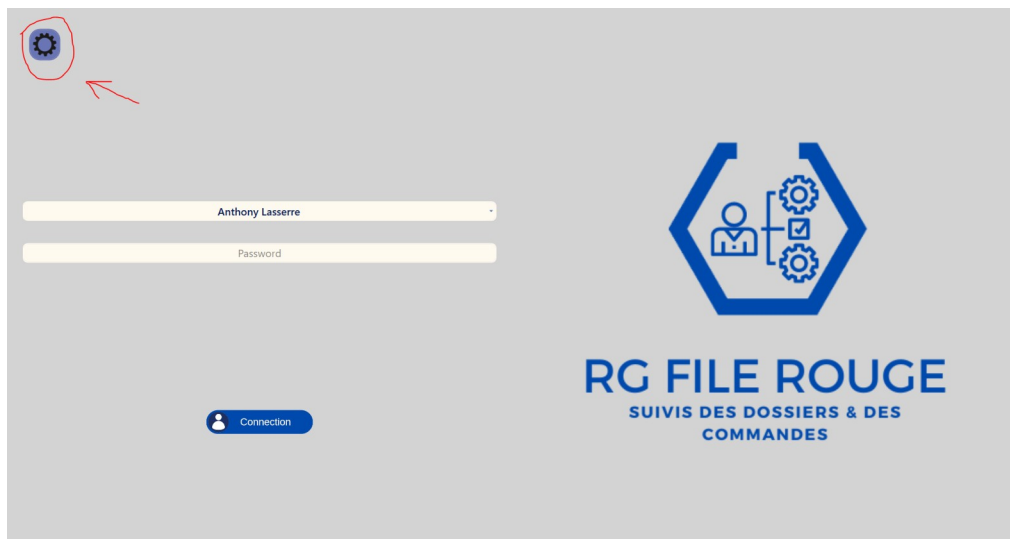 Anthony Lasserre
Password
Connection
RG FILE ROUGE
SUIVIS DES DOSSIERS & DES
COMMANDES